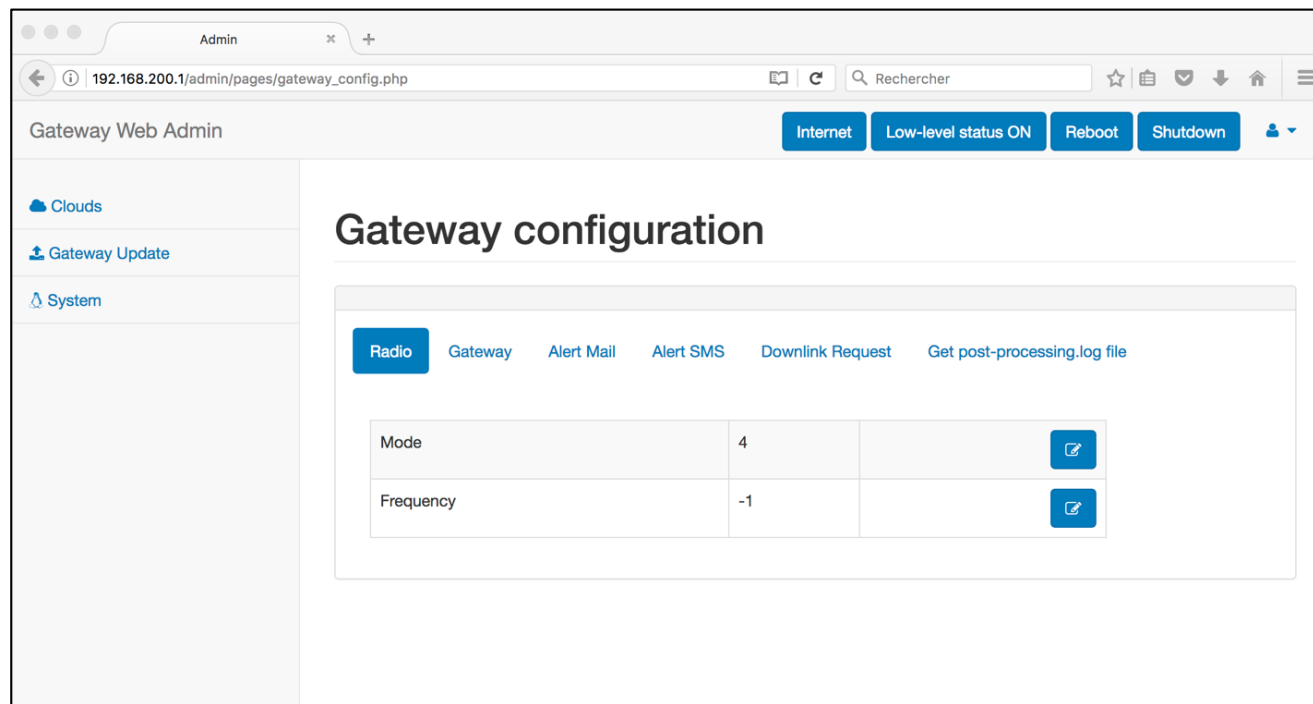 Admin
192.168.200.1/admin/pages/gateway_config.php
Rechercher
Gateway Web Admin
Internet
Low-level status ON
Reboot
Shutdown
Clouds
Gateway Update
System
Gateway configuration
Radio
Gateway
Alert Mail
Alert SMS
Downlink Request
Get post-processing.log file
Mode 4
Frequency -1